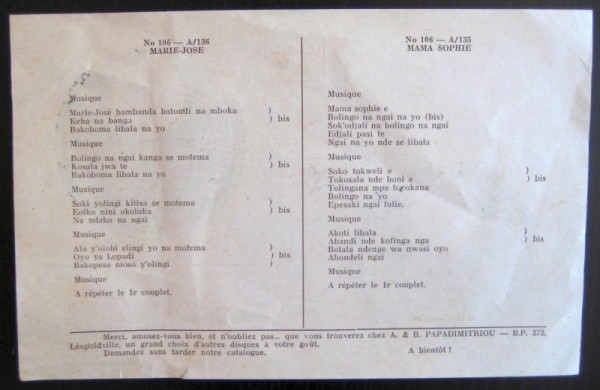 No 106 — A/136
MARIE-JOSE
Musique
Marie-José bambanda batondi na mboka )
Keba na banga ) bis
Bakoboma libala na yo
Musique
Bolingo na ngai kanga se motema )
Kosala jwa te ) bis
Bakoboma libala na yo
Musique
Soki yolingi kitisa se motema )
Eoiko nini okoluka ) bis
Na ndako na ngai
Musique
Ata y'olobi elingi yo na motema )
Oyo ya Lopadi ) bis
Bakopesa nioso y'olingi )
Musique
A répéter le 1r couplet.
No 106 — A/135
MAMA SOPHIE
Musique
Mama sophie e
Bolingo na ngai na yo (bis)
Sok'odjali na bolingo na ngai
Edjali pasi te
Ngai na yo nde se libala
Musique
Soko tokweli e )
Tokosala nde boni e ) bis
Tolingana mpe toyokana
Bolingo na yo
Epesaki ngai folie.
Musique
Akoti libala )
Abandi nde kofinga nga ) bis
Botala ndenge wa nwasi oyo
Abondeli ngai
Musique
A répéter le 1r couplet.
Merci, amusez-vous bien, et n'oubliez pas... que vous trouverez chez A. & B. PAPADIMITRIOU — B.P. 372,
Léopoldville, un grand choix d'autres disques à votre goût.
Demandez sans tarder notre catalogue. A bientôt !